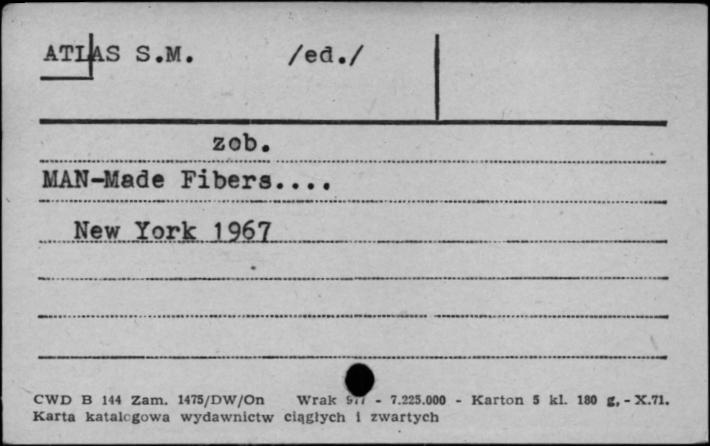 ATLAS S.M. /ed./
zob.
MAN-Made Fibers....
New York 1967
CWD B 144 Zam. 1475/DW/On Wrak - 7.225.000 - Karton 5 kl. 180 g, - X.71.
Karta katalogowa wydawnictw ciągłych i zwartych